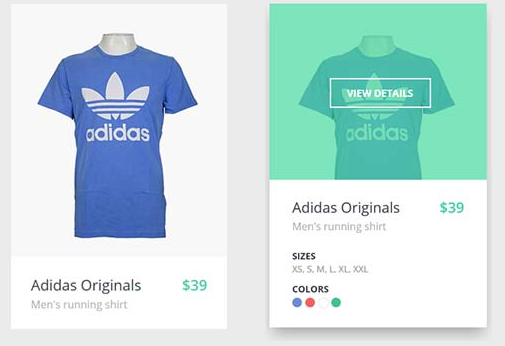 adidas
Adidas Originals $39
Men's running shirt
VIEW DETAILS
adidas
Adidas Originals $39
Men's running shirt
SIZES
XS, S, M, L, XL, XXL
COLORS